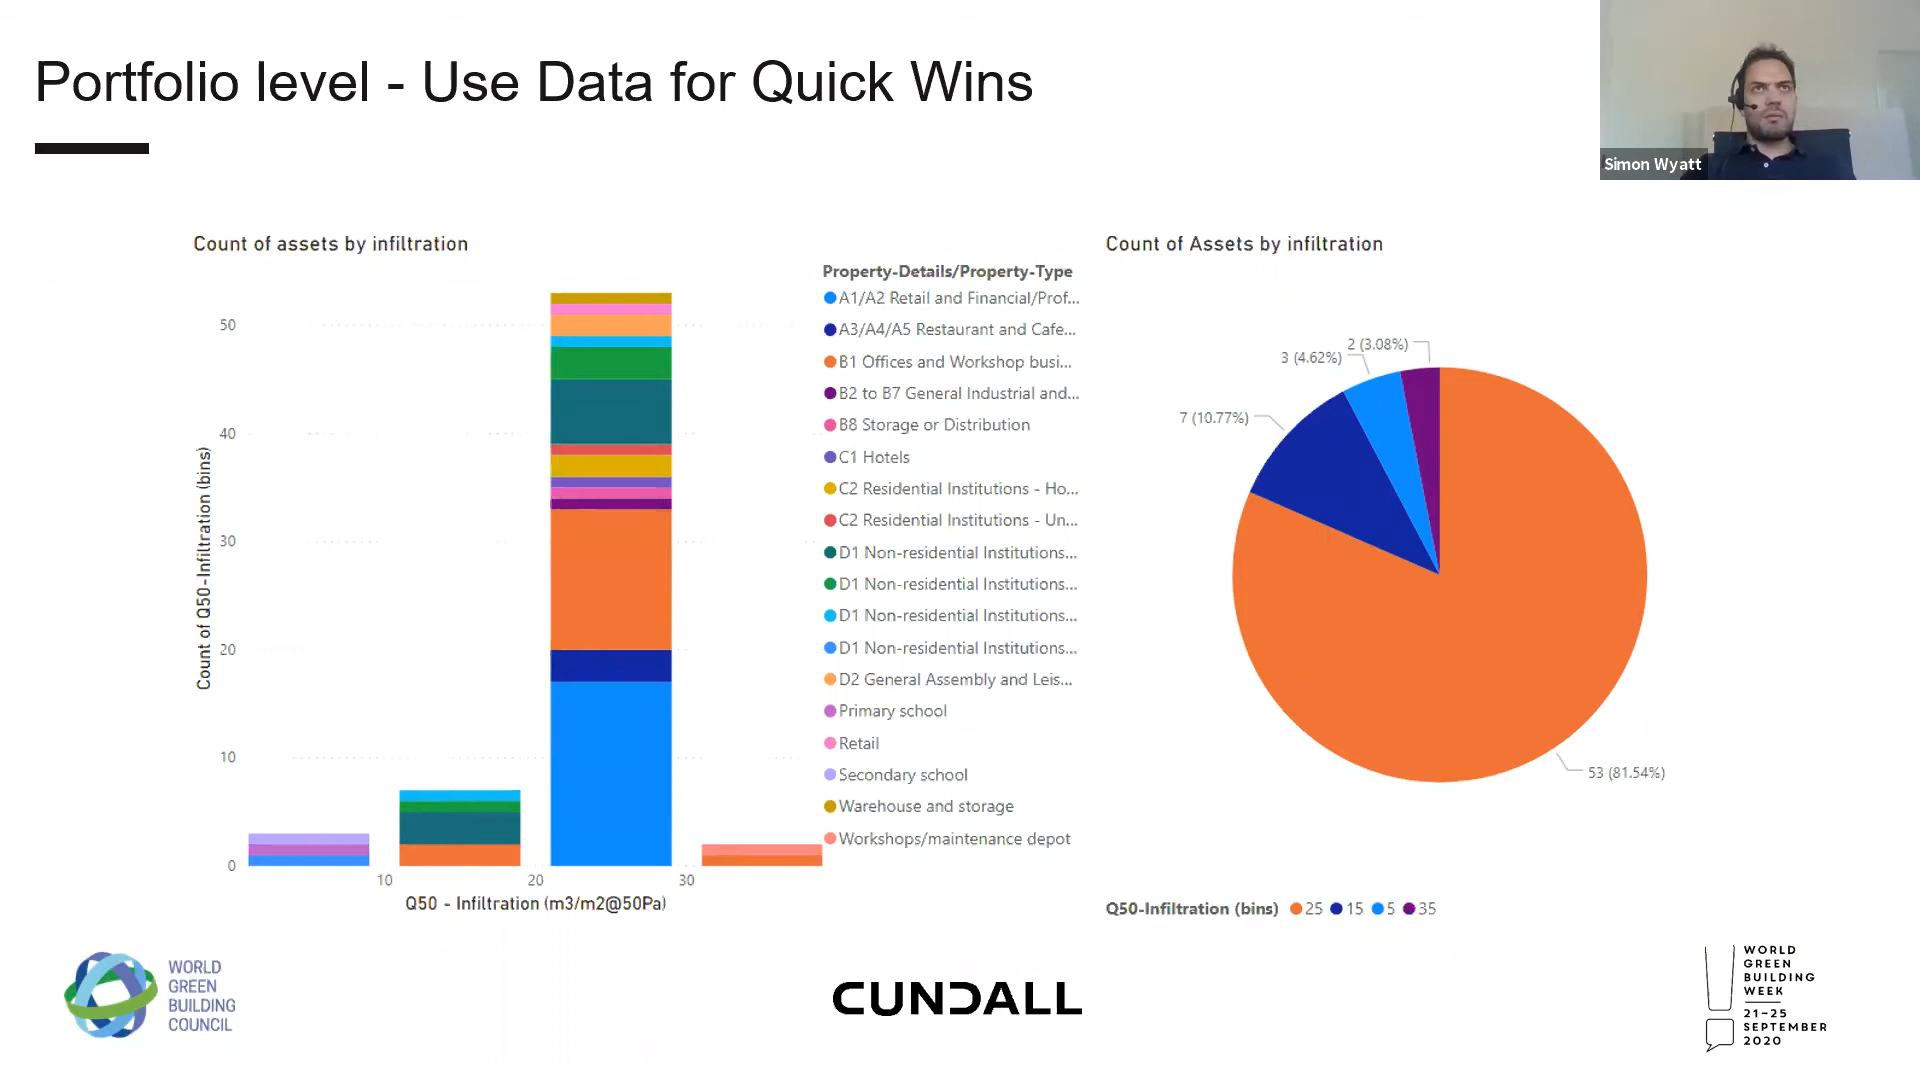 Portfolio level - Use Data for Quick Wins
Simon Wyatt
Count of assets by infiltration
Count of Q50-Infiltration (bins)
50
40
30
20
10
0
10
20
30
Q50 - Infiltration (m3/m2@50Pa)
Property-Details/Property-Type
A1/A2 Retail and Financial/Prof...
A3/A4/A5 Restaurant and Cafe...
B1 Offices and Workshop busi...
B2 to B7 General Industrial and...
B8 Storage or Distribution
C1 Hotels
C2 Residential Institutions - Ho...
C2 Residential Institutions - Un...
D1 Non-residential Institutions...
D1 Non-residential Institutions...
D1 Non-residential Institutions...
D1 Non-residential Institutions...
D2 General Assembly and Leis...
Primary school
Retail
Secondary school
Warehouse and storage
Workshops/maintenance depot
Count of Assets by infiltration
2 (3.08%)
3 (4.62%)
7 (10.77%)
53 (81.54%)
Q50-Infiltration (bins) 25 15 5 35
WORLD
GREEN
BUILDING
COUNCIL
CUNDALL
WORLD
GREEN
BUILDING
WEEK
21–25
SEPTEMBER
2020